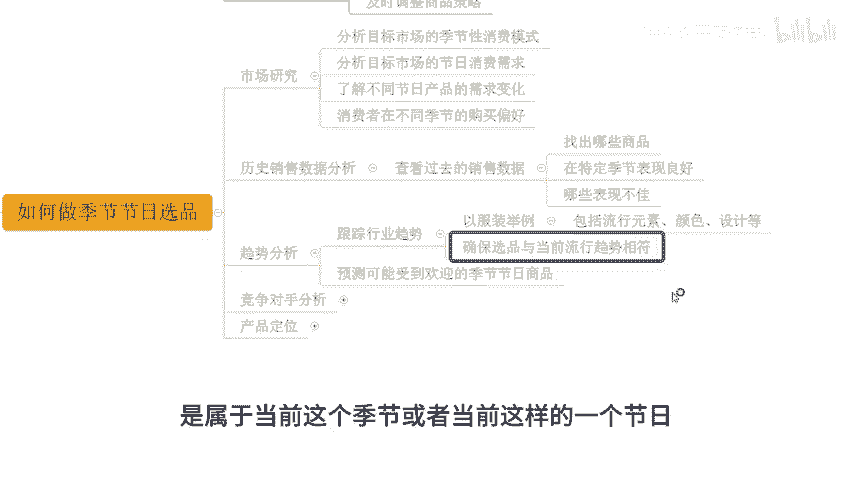 及时调整商品策略
bilibili
分析目标市场的季节性消费模式
分析目标市场的节日消费需求
市场研究
了解不同节日产品的需求变化
消费者在不同季节的购买偏好
找出哪些商品
历史销售数据分析 查看过去的销售数据 在特定季节表现良好
哪些表现不佳
如何做季节节日选品
以服装举例 包括流行元素、颜色、设计等
跟踪行业趋势
确保选品与当前流行趋势相符
趋势分析
预测可能受到欢迎的季节节日商品
竞争对手分析
产品定位
是属于当前这个季节或者当前这样的一个节日